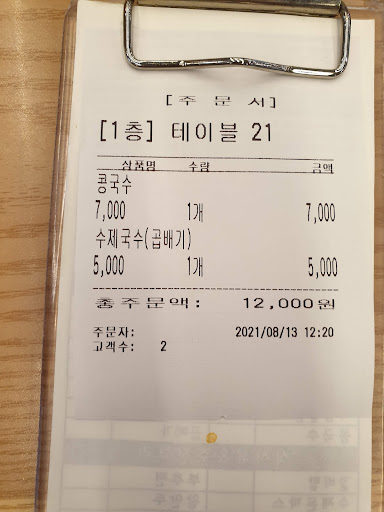 [주 문 서]
[1층] 테이블 21
상품명 수량 금액
콩국수
7,000 1개 7,000
수제국수(곱배기)
5,000 1개 5,000
총주문액: 12,000원
주문자: 2021/08/13 12:20
고객수: 2